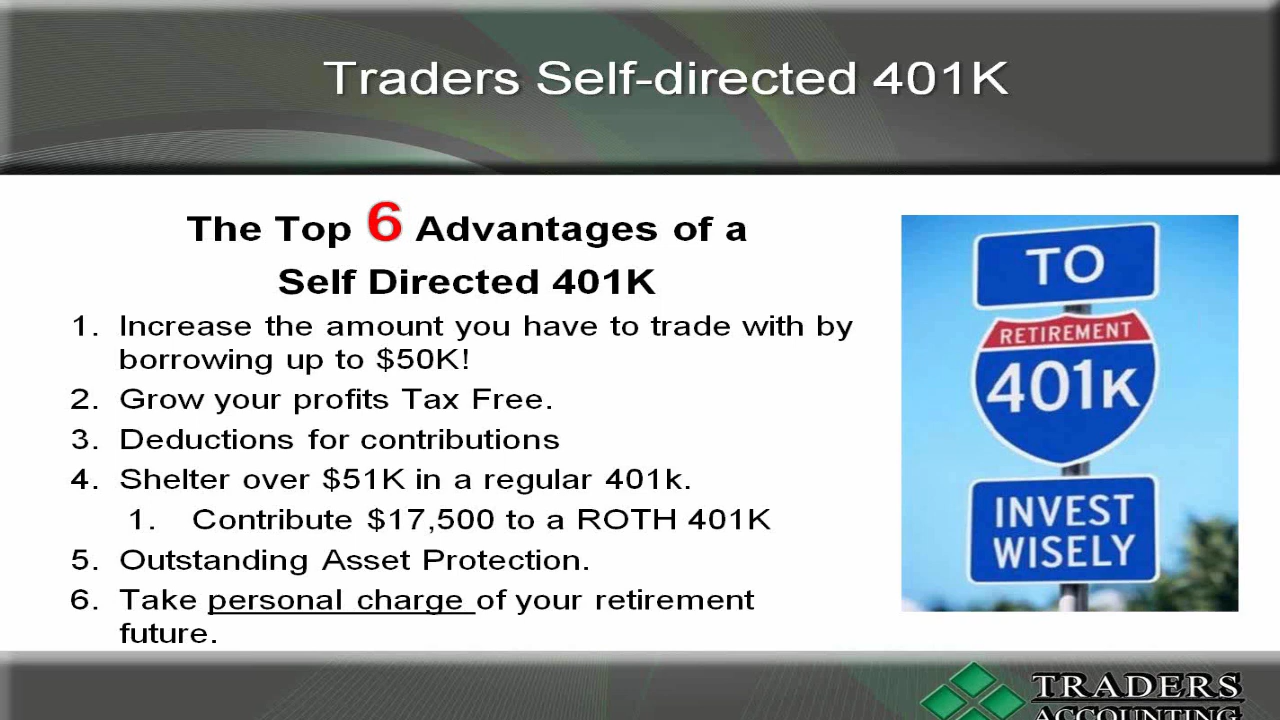 Traders Self-directed 401K
The Top 6 Advantages of a
Self Directed 401K
1. Increase the amount you have to trade with by
borrowing up to $50K!
2. Grow your profits Tax Free.
3. Deductions for contributions
4. Shelter over $51K in a regular 401k.
1. Contribute $17,500 to a ROTH 401K
5. Outstanding Asset Protection.
6. Take personal charge of your retirement
future.
TO
RETIREMENT
401K
INVEST
WISELY
TRADERS
ACCOUNTING